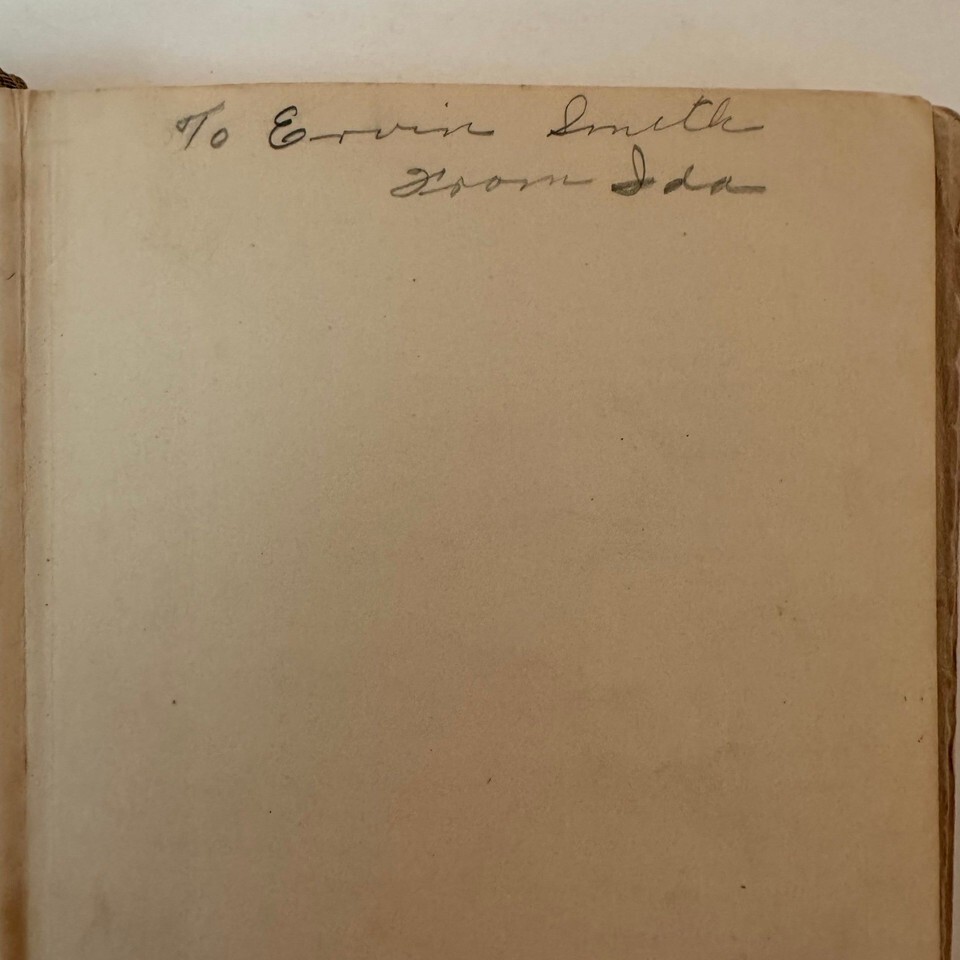 To Ervin Smith
From Ida